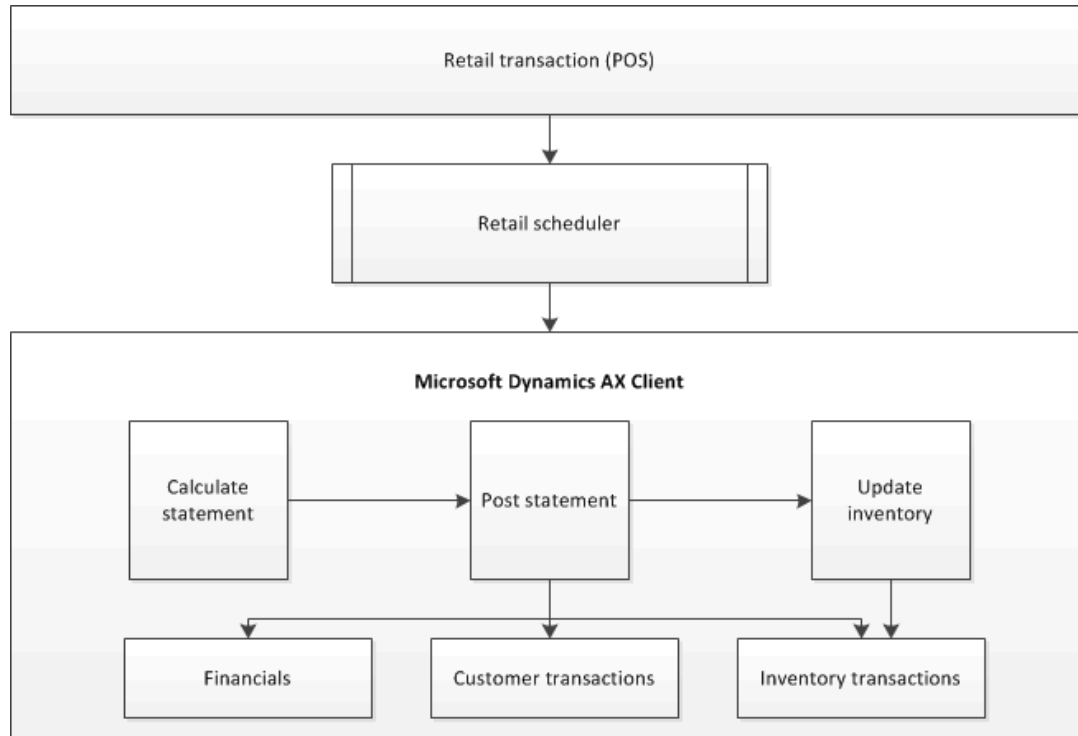 Retail transaction (POS)
Retail scheduler
Microsoft Dynamics AX Client
Calculate
statement
Post statement
Update
inventory
Financials
Customer transactions
Inventory transactions